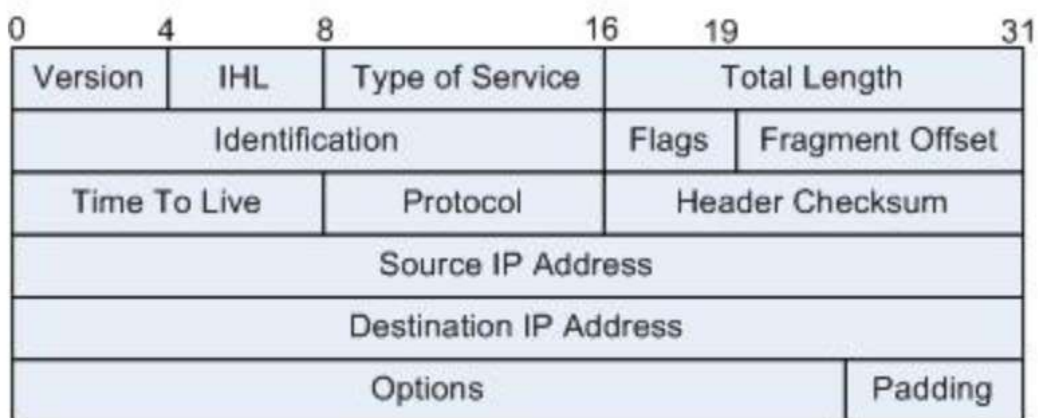 0 4 8 16 19 31
Version IHL Type of Service Total Length
Identification Flags Fragment Offset
Time To Live Protocol Header Checksum
Source IP Address
Destination IP Address
Options Padding